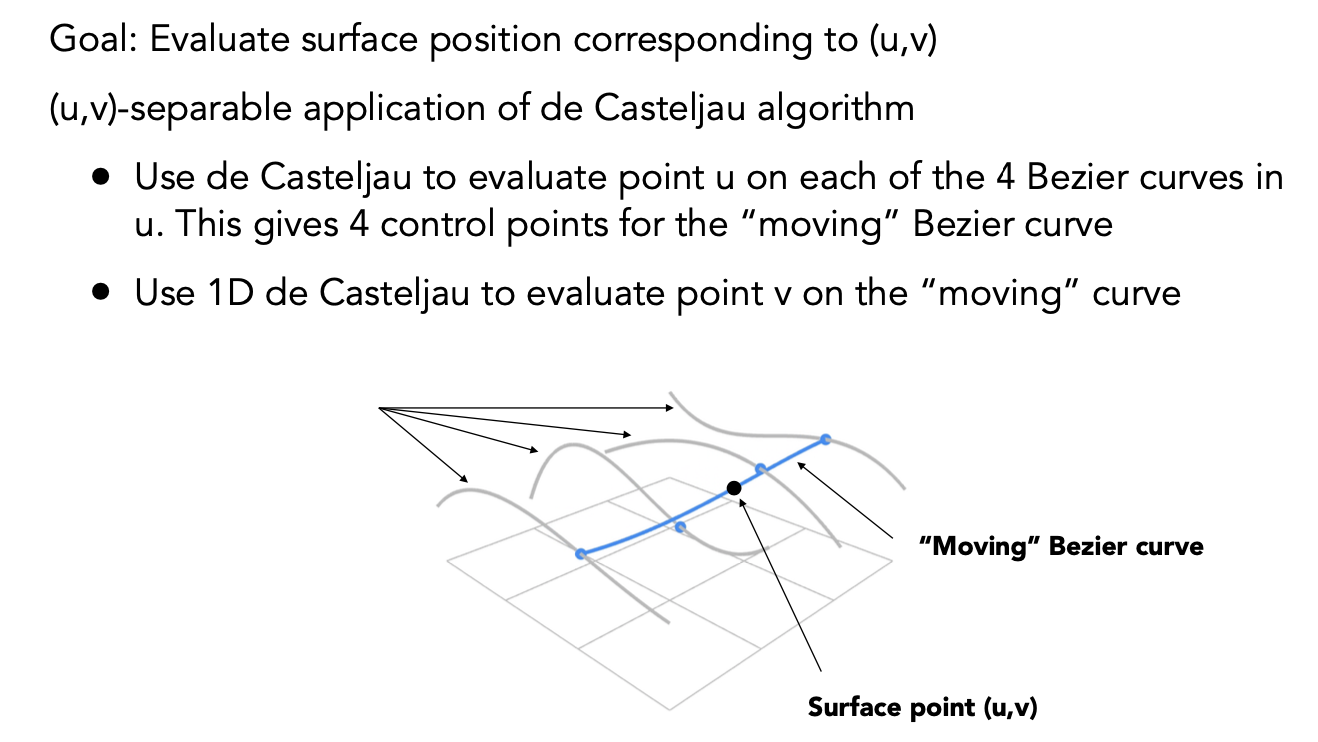 Goal: Evaluate surface position corresponding to (u,v)
(u,v)-separable application of de Casteljau algorithm
● Use de Casteljau to evaluate point u on each of the 4 Bezier curves in
u. This gives 4 control points for the “moving” Bezier curve
● Use 1D de Casteljau to evaluate point v on the “moving” curve
“Moving” Bezier curve
Surface point (u,v)